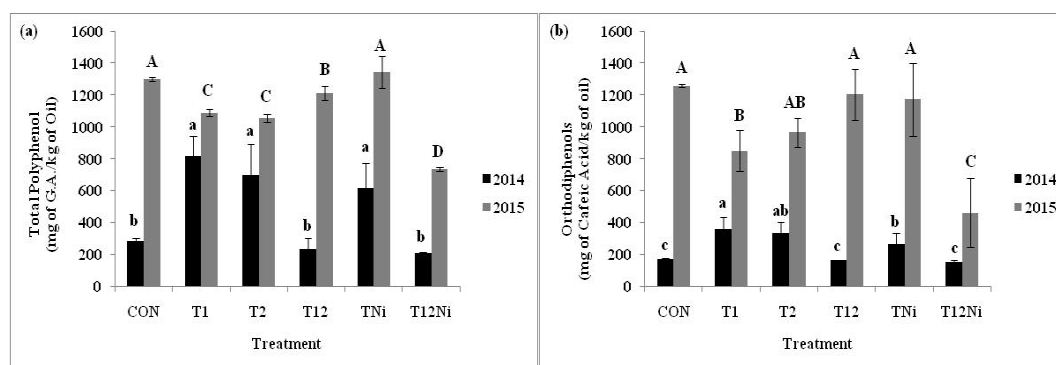 (a)
Total Polyphenol
(mg of G.A./kg of Oil)
1600
1400
1200
1000
800
600
400
200
0
b
A
a
C
a
C
b
B
a
A
b
D
CON
T1
T2
T12
TNi
T12Ni
Treatment
2014
2015
(b)
Orthodiphenols
(mg of Cafeic Acid/kg of oil)
1600
1400
1200
1000
800
600
400
200
0
c
A
a
B
ab
AB
c
A
b
A
c
C
CON
T1
T2
T12
TNi
T12Ni
Treatment
2014
2015